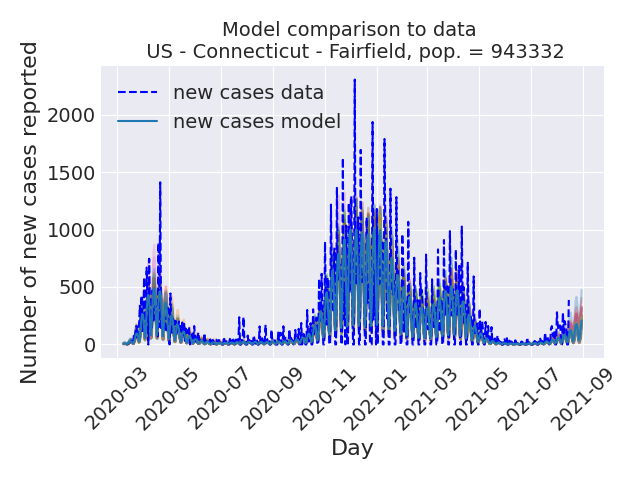 Model comparison to data
US - Connecticut - Fairfield, pop. = 943332
Number of new cases reported
2000
1500
1000
500
0
new cases data
new cases model
2020-03
2020-05
2020-07
2020-09
2020-11
2021-01
2021-03
2021-05
2021-07
2021-09
Day